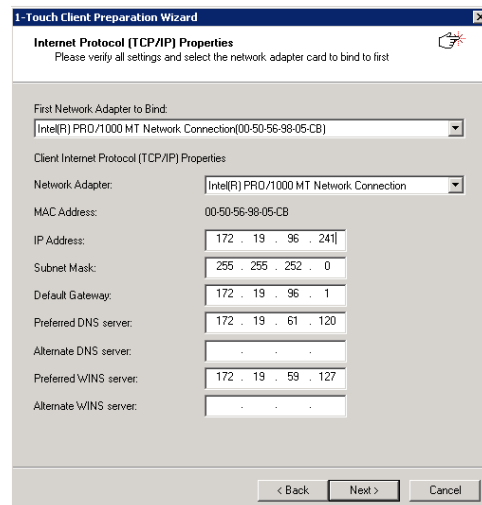 1-Touch Client Preparation Wizard
Internet Protocol (TCP/IP) Properties
Please verify all settings and select the network adapter card to bind to first
First Network Adapter to Bind:
Intel(R) PRO/1000 MT Network Connection(00-50-56-98-05-CB)
Client Internet Protocol (TCP/IP) Properties
Network Adapter: Intel(R) PRO/1000 MT Network Connection
MAC Address: 00-50-56-98-05-CB
IP Address: 172 . 19 . 96 . 241
Subnet Mask: 255 . 255 . 252 . 0
Default Gateway: 172 . 19 . 96 . 1
Preferred DNS server: 172 . 19 . 61 . 120
Alternate DNS server: . . .
Preferred WINS server: 172 . 19 . 59 . 127
Alternate WINS server: . . .
< Back Next > Cancel